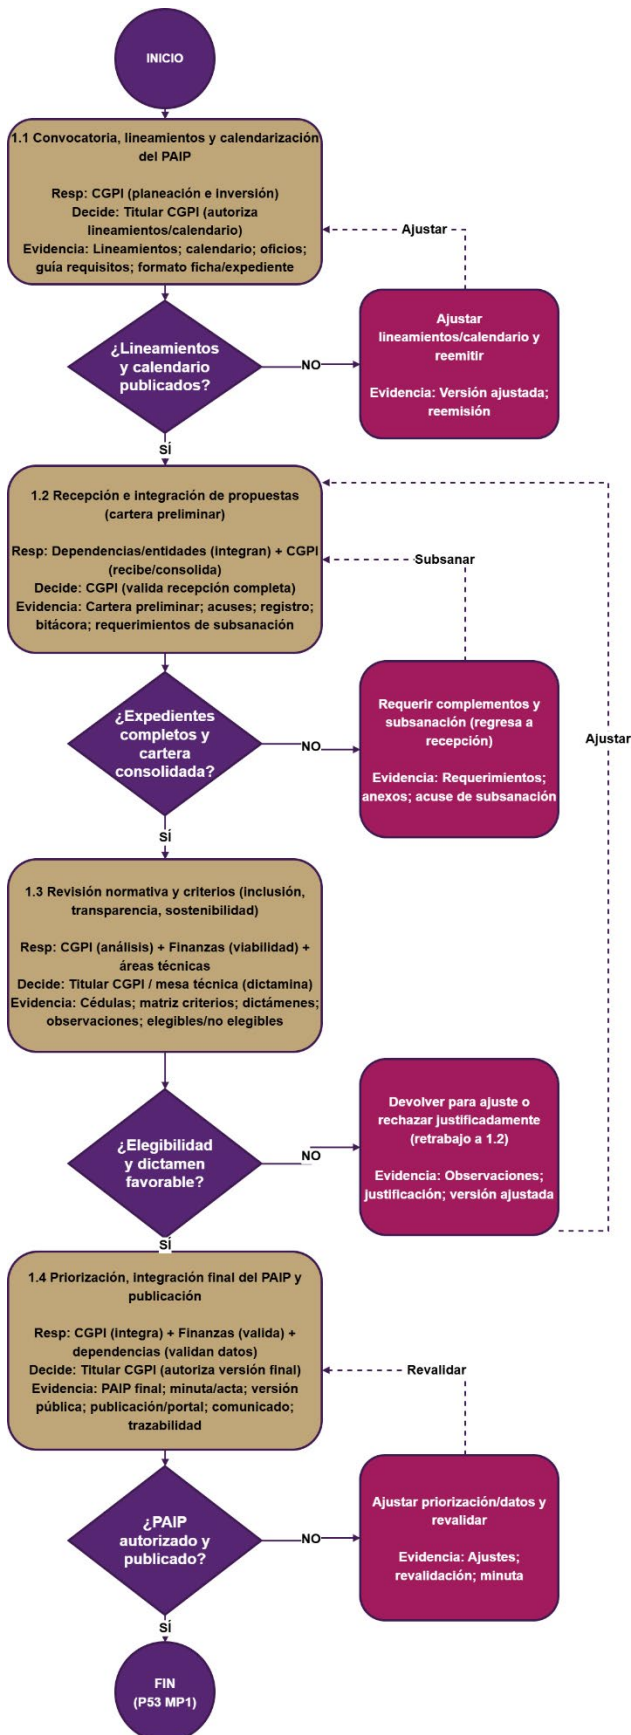 INICIO
1.1 Convocatoria, lineamientos y calendarización
del PAIP
Resp: CGPI (planeación e inversión)
Decide: Titular CGPI (autoriza
lineamientos/calendario)
Evidencia: Lineamientos; calendario; oficios;
guía requisitos; formato ficha/expediente
Ajustar
¿Lineamientos
y calendario
publicados?
NO
Ajustar
lineamientos/calendario y
reemitir
Evidencia: Versión ajustada;
reemisión
SÍ
1.2 Recepción e integración de propuestas
(cartera preliminar)
Resp: Dependencias/entidades (integran) + CGPI
(recibe/consolida)
Decide: CGPI (valida recepción completa)
Evidencia: Cartera preliminar; acuses; registro;
bitácora; requerimientos de subsanación
Subsanar
¿Expedientes
completos y
cartera
consolidada?
NO
Requerir complementos y
subsanación (regresa a
recepción)
Evidencia: Requerimientos;
anexos; acuse de subsanación
Ajustar
SÍ
1.3 Revisión normativa y criterios (inclusión,
transparencia, sostenibilidad)
Resp: CGPI (análisis) + Finanzas (viabilidad) +
áreas técnicas
Decide: Titular CGPI / mesa técnica (dictamina)
Evidencia: Cédulas; matriz criterios; dictámenes;
observaciones; elegibles/no elegibles
¿Elegibilidad
y dictamen
favorable?
NO
Devolver para ajuste o
rechazar justificadamente
(retrabajo a 1.2)
Evidencia: Observaciones;
justificación; versión ajustada
SÍ
1.4 Priorización, integración final del PAIP y
publicación
Resp: CGPI (integra) + Finanzas (valida) +
dependencias (validan datos)
Decide: Titular CGPI (autoriza versión final)
Evidencia: PAIP final; minuta/acta; versión
pública; publicación/portal; comunicado;
trazabilidad
Revalidar
¿PAIP
autorizado y
publicado?
NO
Ajustar priorización/datos y
revalidar
Evidencia: Ajustes;
revalidación; minuta
SÍ
FIN
(P53 MP1)